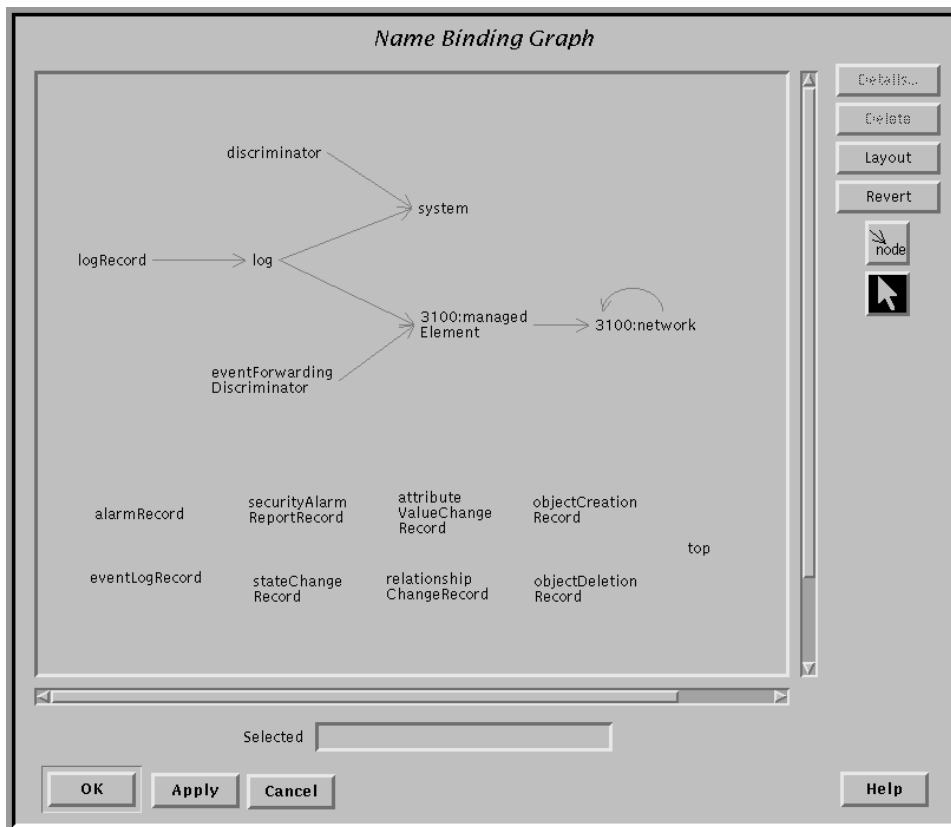 Name Binding Graph
Details...
Delete
Layout
Revert
node
discriminator
system
logRecord
log
3100:managed
Element
3100:network
eventForwarding
Discriminator
alarmRecord
securityAlarm
ReportRecord
attribute
ValueChange
Record
objectCreation
Record
top
eventLogRecord
stateChange
Record
relationship
ChangeRecord
objectDeletion
Record
Selected
OK
Apply
Cancel
Help